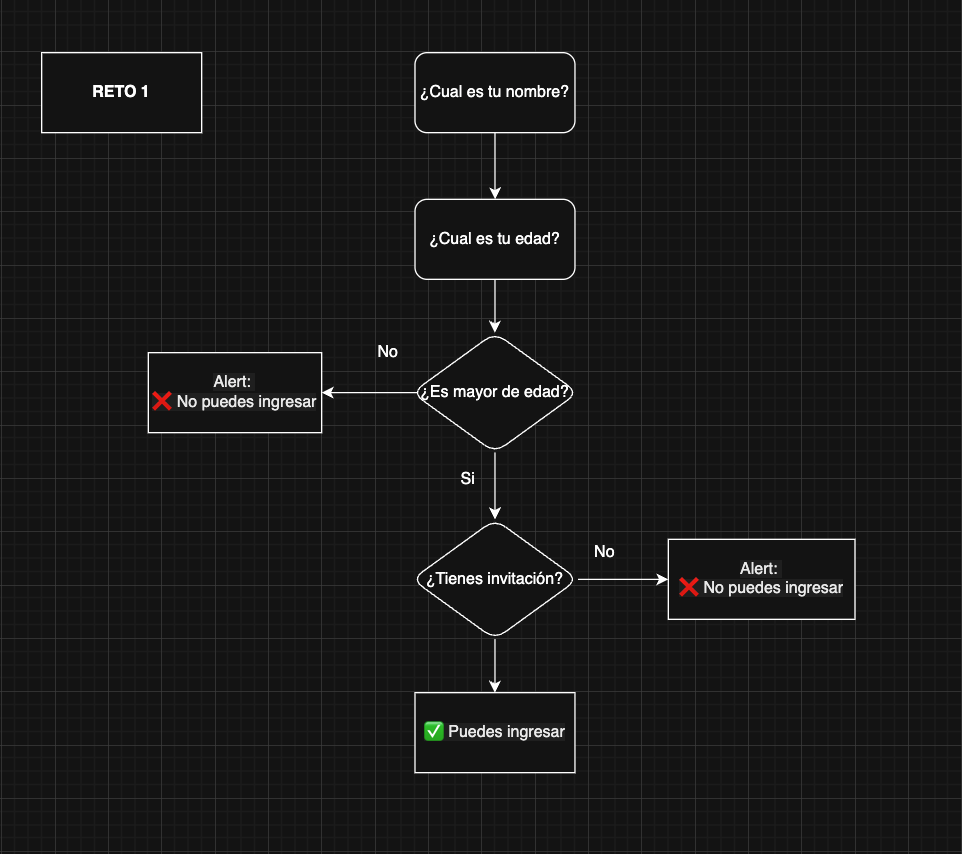 RETO 1
¿Cual es tu nombre?
¿Cual es tu edad?
¿Es mayor de edad?
No
Alert:
❌ No puedes ingresar
Si
¿Tienes invitación?
No
Alert:
❌ No puedes ingresar
✅ Puedes ingresar